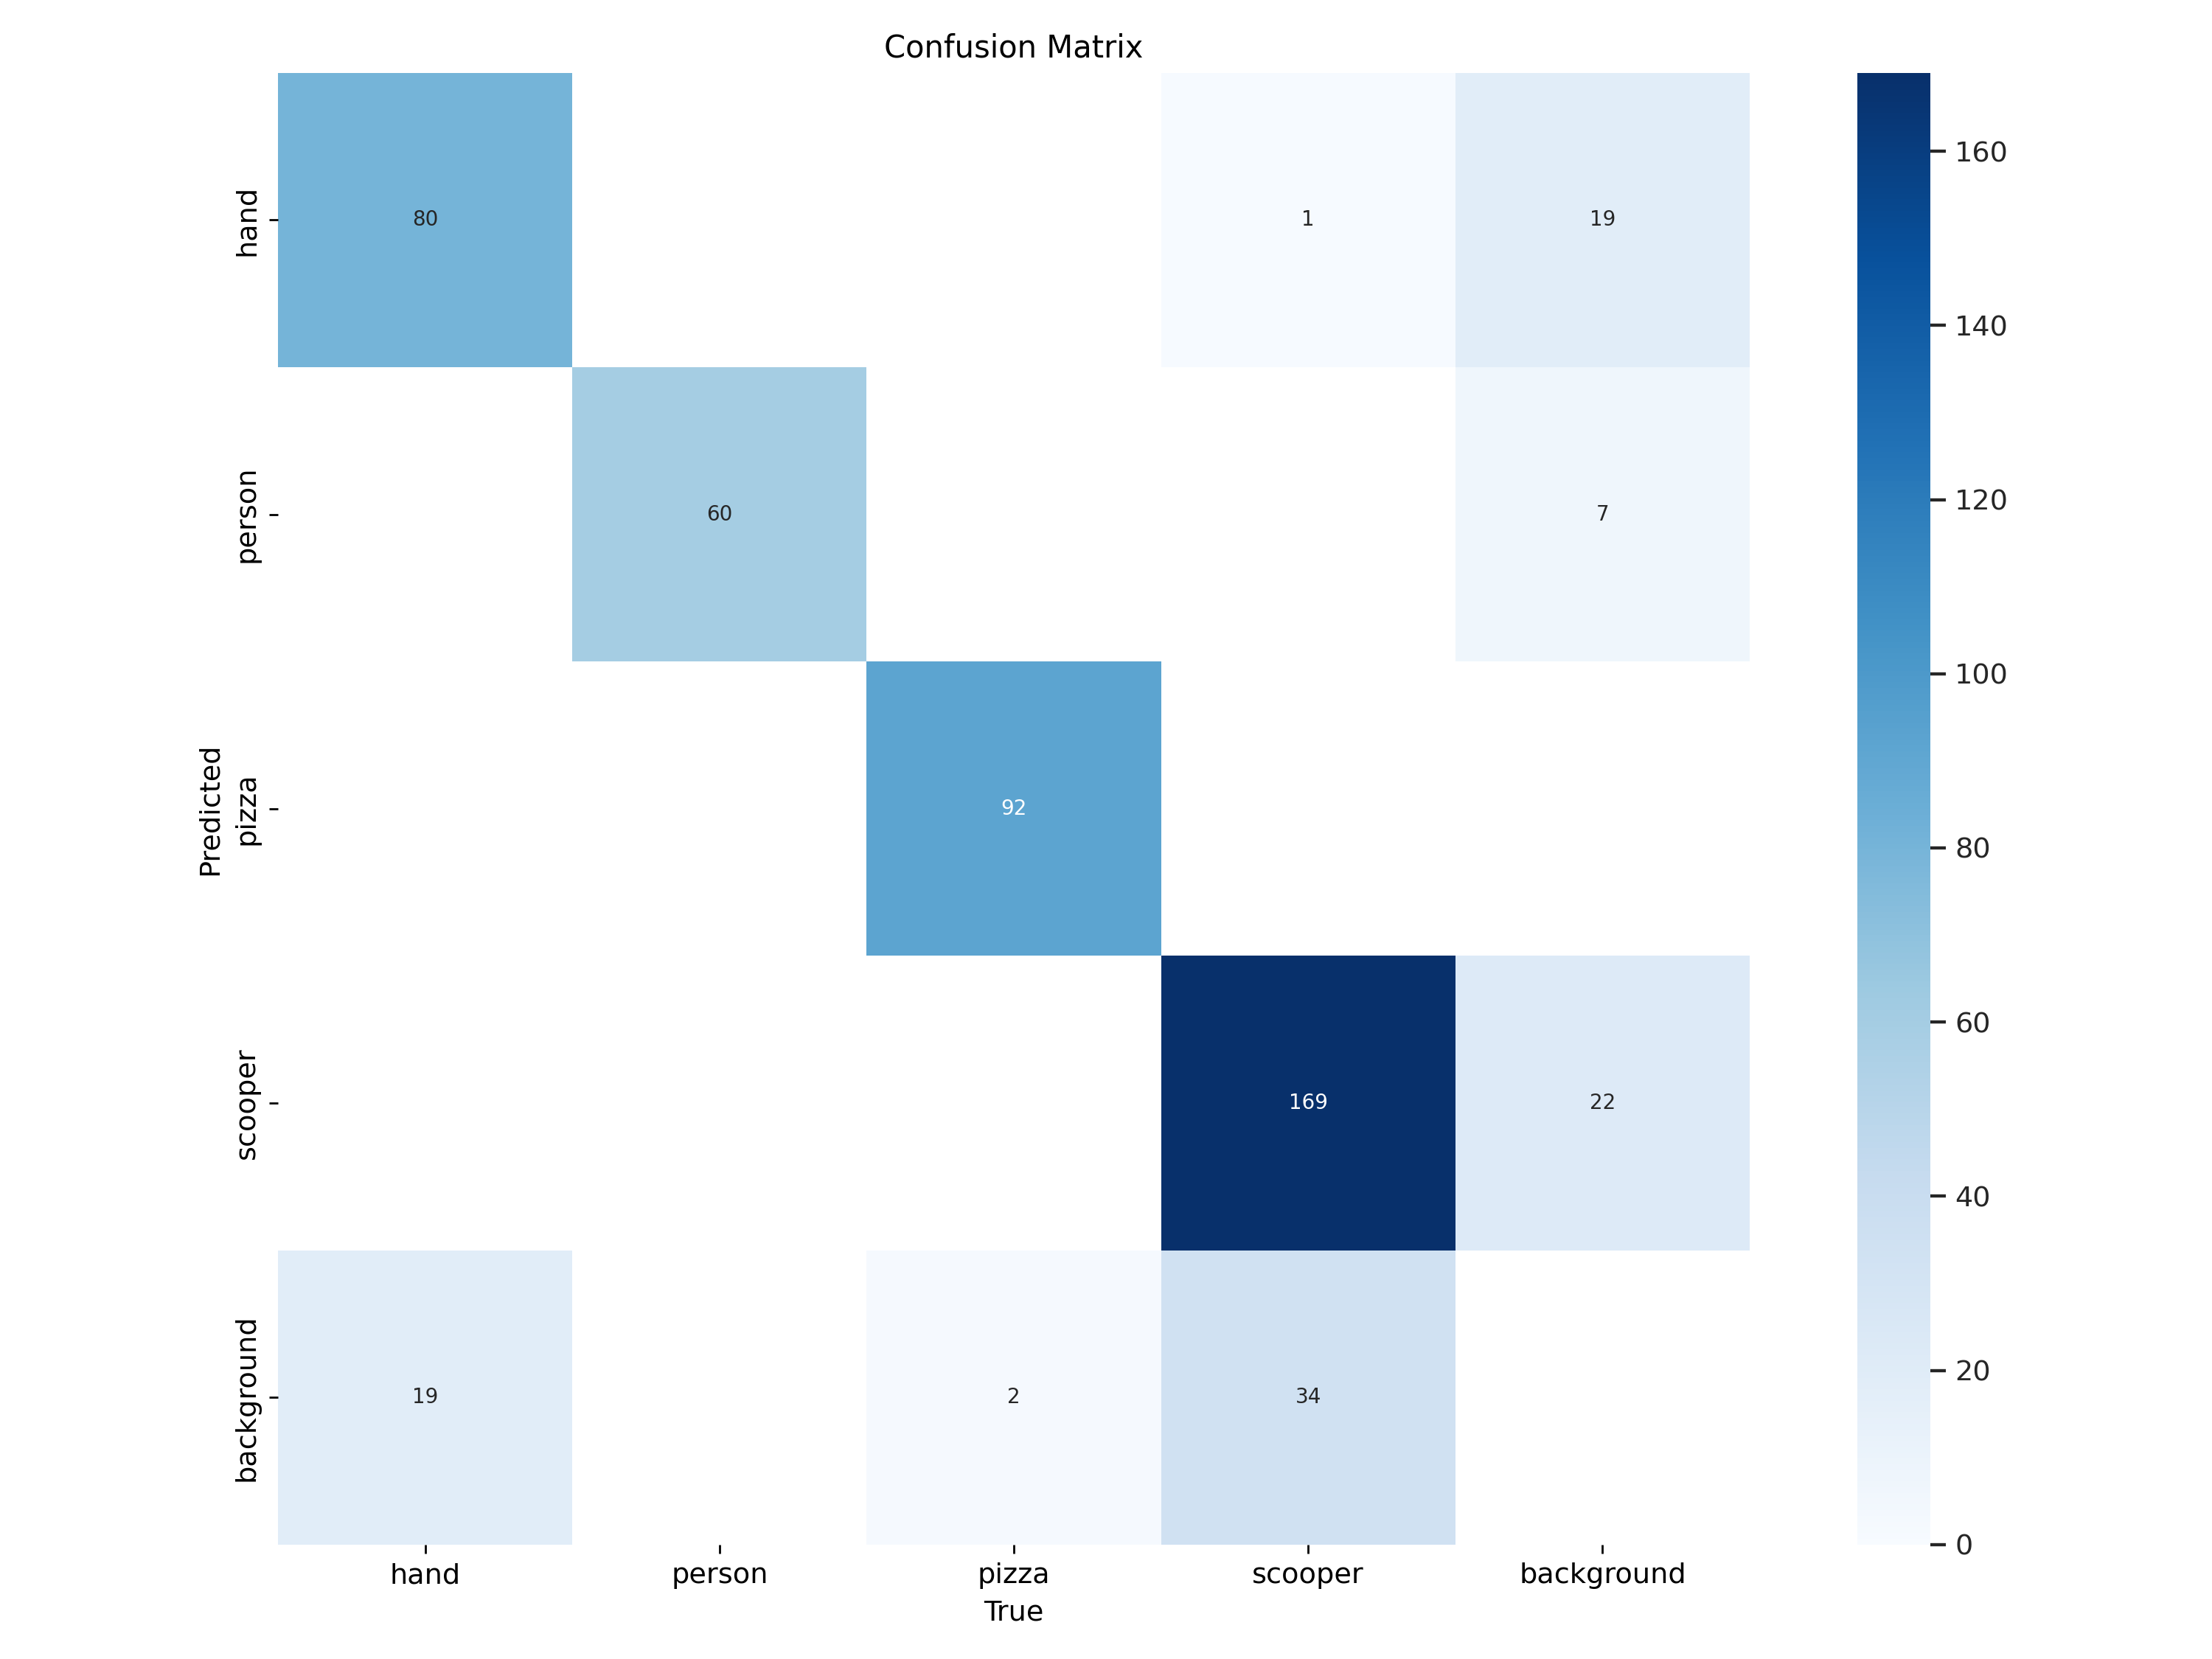 Confusion Matrix
hand
80
1
19
person
60
7
Predicted
pizza
92
scooper
169
22
background
19
2
34
hand
person
pizza
scooper
background
True
160
140
120
100
80
60
40
20
0